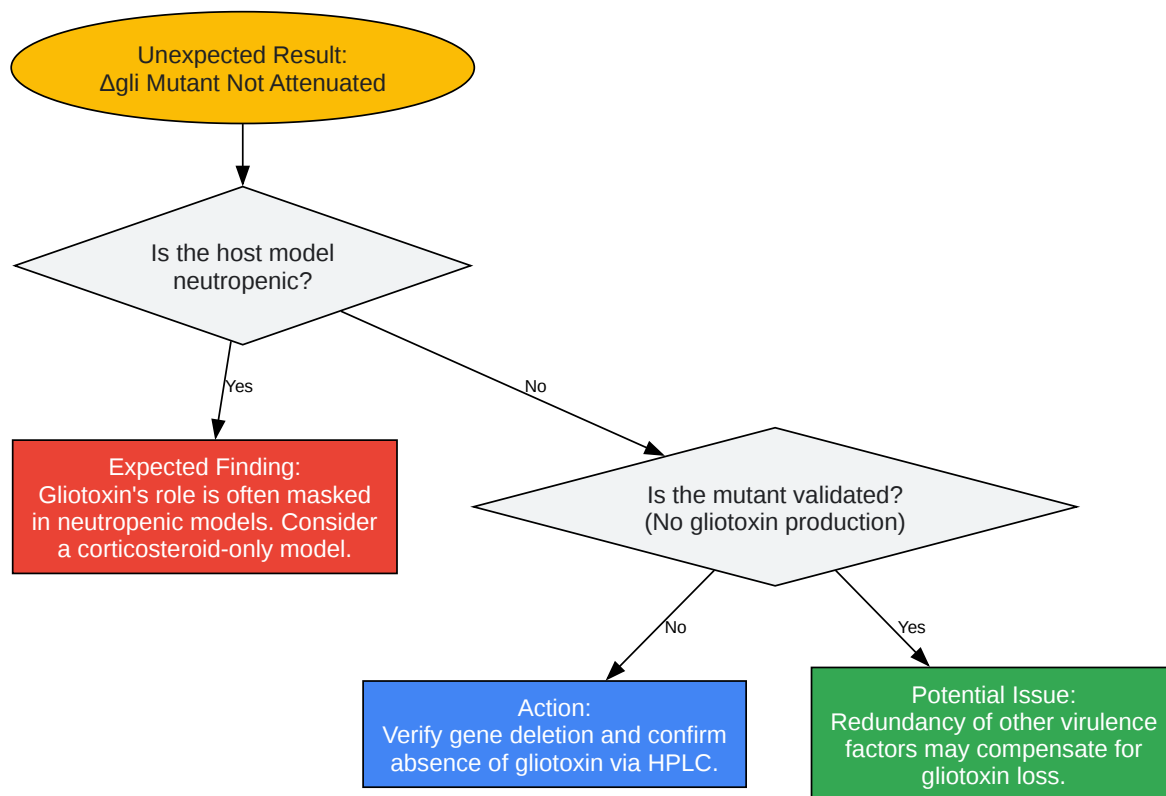 Unexpected Result:
Δgli Mutant Not Attenuated
Is the host model
neutropenic?
Yes
No
Expected Finding:
Gliotoxin's role is often masked
in neutropenic models. Consider
a corticosteroid-only model.
Is the mutant validated?
(No gliotoxin production)
No
Yes
Action:
Verify gene deletion and confirm
absence of gliotoxin via HPLC.
Potential Issue:
Redundancy of other virulence
factors may compensate for
gliotoxin loss.